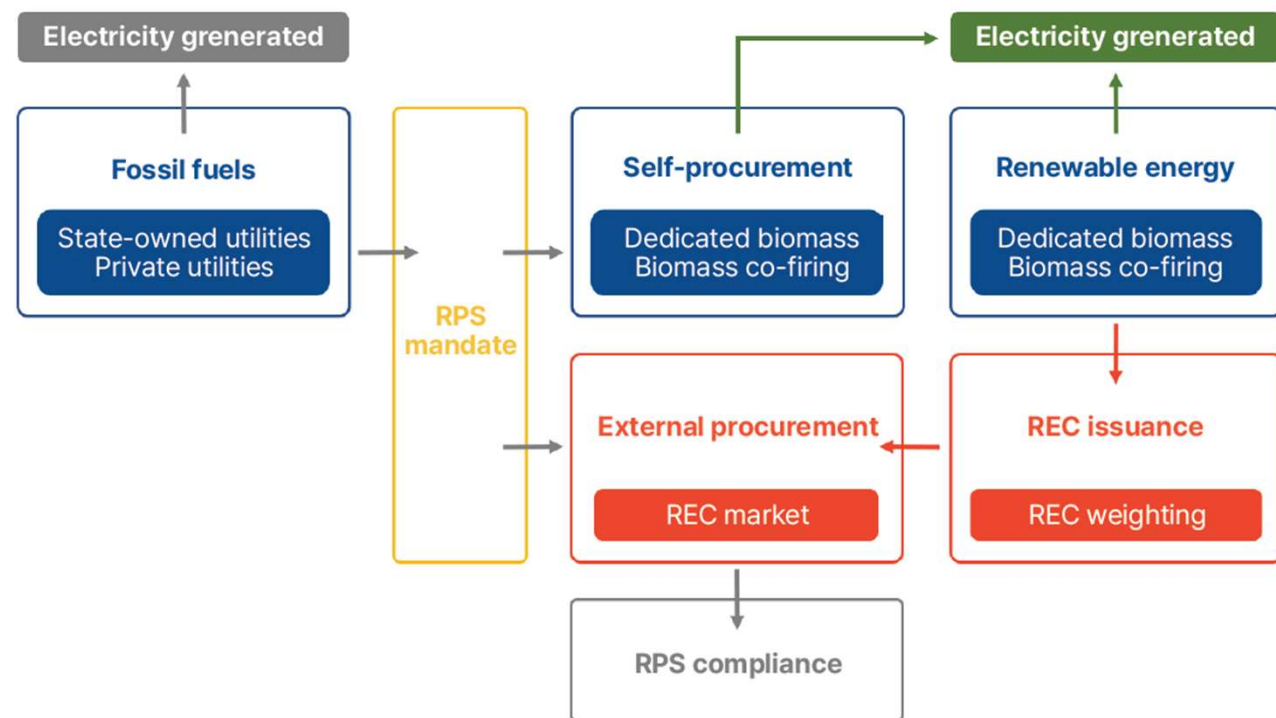 Electricity grenerated
Electricity grenerated
Fossil fuels
State-owned utilities
Private utilities
RPS
mandate
Self-procurement
Dedicated biomass
Biomass co-firing
Renewable energy
Dedicated biomass
Biomass co-firing
External procurement
REC market
REC issuance
REC weighting
RPS compliance